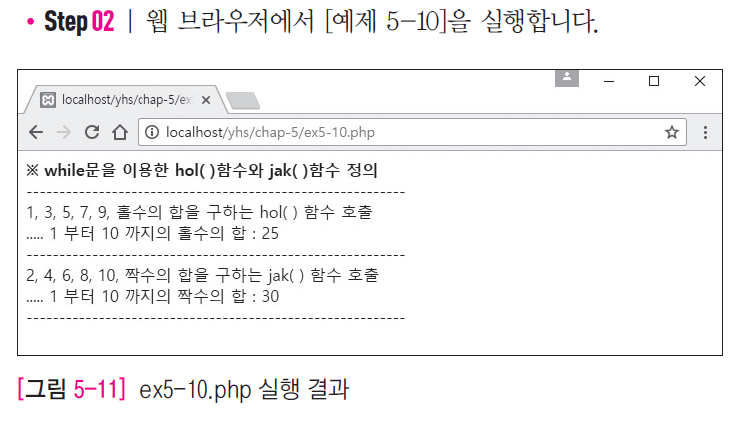 • Step 02 | 웹 브라우저에서 [예제 5-10]을 실행합니다.
localhost/yhs/chap-5/ex
localhost/yhs/chap-5/ex5-10.php
※ while문을 이용한 hol( )함수와 jak( )함수 정의
----------------------------------------------------------
1, 3, 5, 7, 9, 홀수의 합을 구하는 hol( ) 함수 호출
..... 1 부터 10 까지의 홀수의 합 : 25
----------------------------------------------------------
2, 4, 6, 8, 10, 짝수의 합을 구하는 jak( ) 함수 호출
..... 1 부터 10 까지의 짝수의 합 : 30
----------------------------------------------------------
[그림 5-11] ex5-10.php 실행 결과